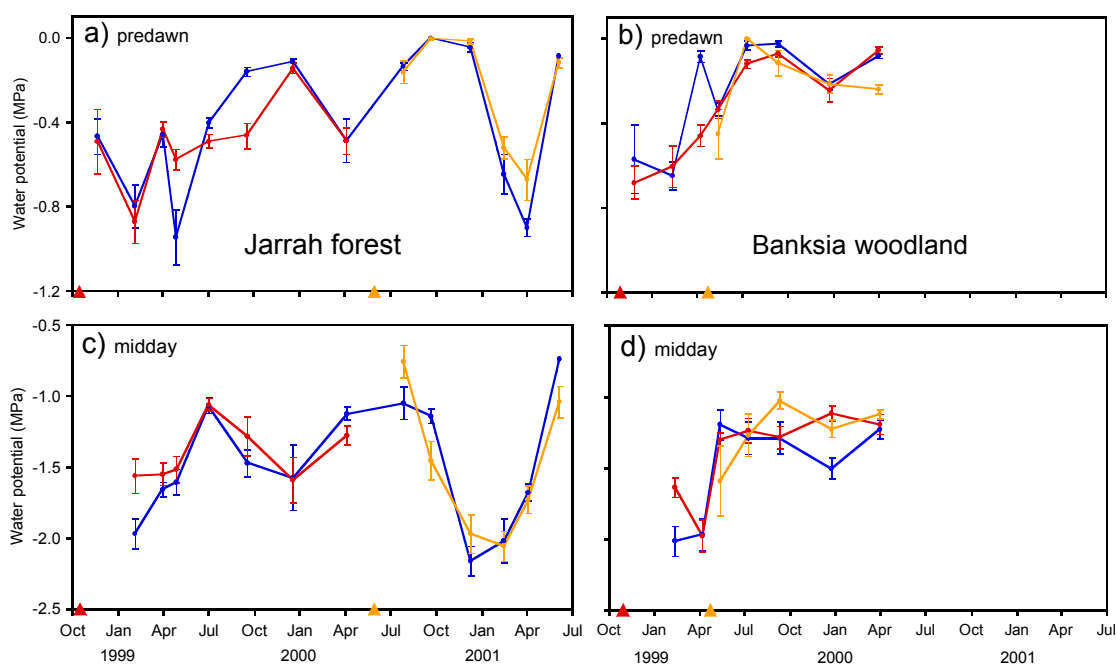 a) predawn
b) predawn
0.0
-0.4
-0.8
-1.2
Water potential (MPa)
Jarrah forest
Banksia woodland
c) midday
d) midday
-0.5
-1.0
-1.5
-2.0
-2.5
Water potential (MPa)
Oct Jan Apr Jul Oct Jan Apr Jul Oct Jan Apr Jul
Oct Jan Apr Jul Oct Jan Apr Jul Oct Jan Apr Jul
1999 2000 2001
1999 2000 2001